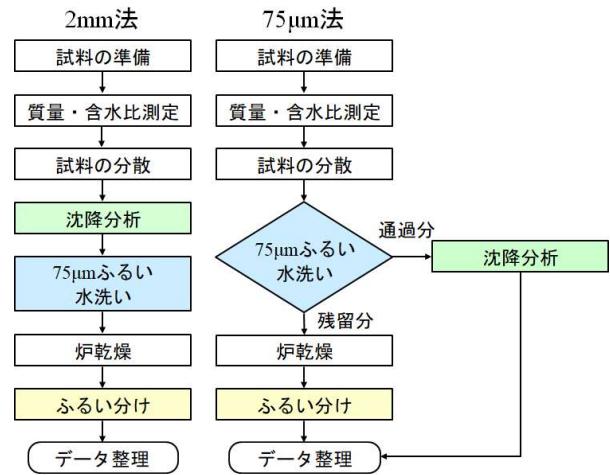 2mm法
試料の準備
質量・含水比測定
試料の分散
沈降分析
75μmふるい
水洗い
炉乾燥
ふるい分け
データ整理
75μm法
試料の準備
質量・含水比測定
試料の分散
75μmふるい
水洗い
通過分
沈降分析
残留分
炉乾燥
ふるい分け
データ整理